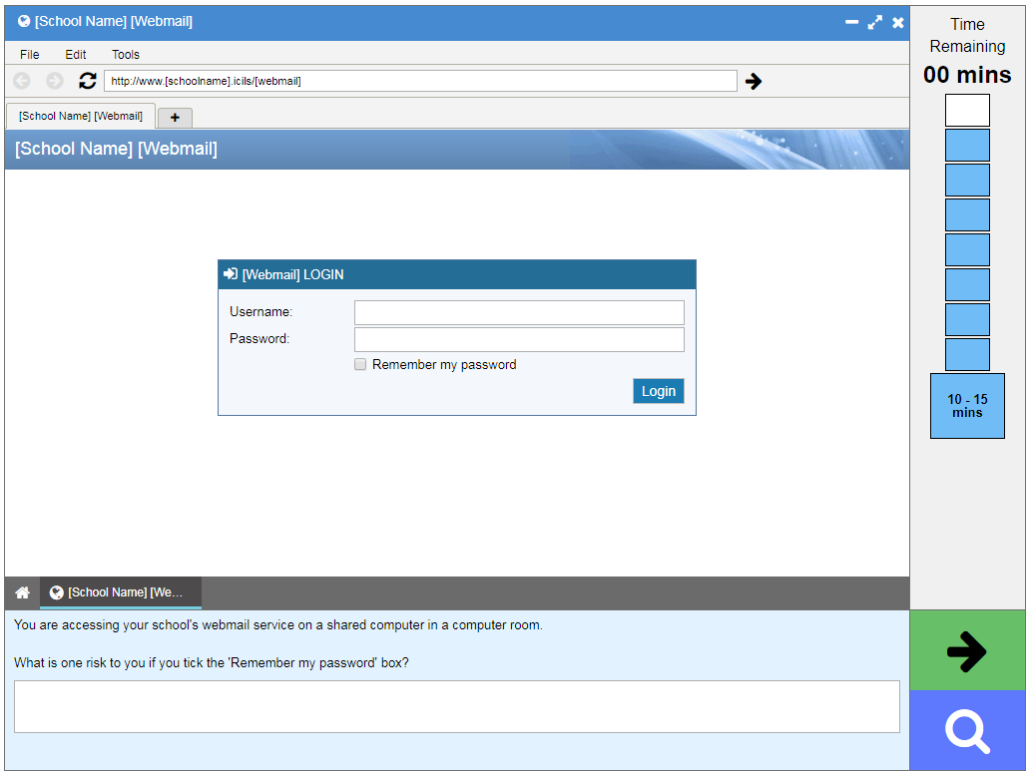 [School Name] [Webmail]
File Edit Tools
http://www.[schoolname].icils/[webmail]
[School Name] [Webmail] +
[School Name] [Webmail]
[Webmail] LOGIN
Username:
Password:
Remember my password
Login
[School Name] [We...
You are accessing your school's webmail service on a shared computer in a computer room.
What is one risk to you if you tick the 'Remember my password' box?
Time
Remaining
00 mins
10 - 15
mins